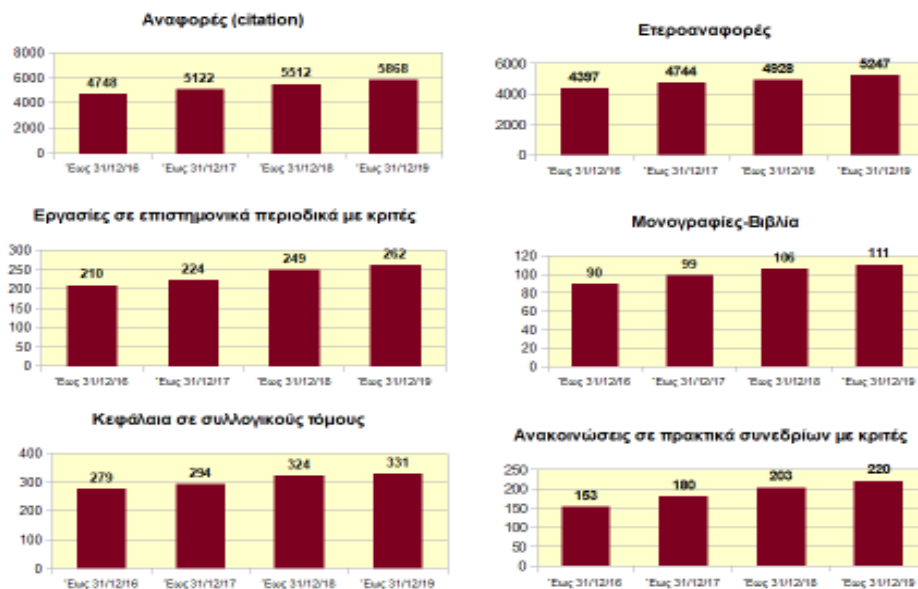 Αναφορές (citation)
8000
6000
4000
2000
0
4748
5122
5512
5868
Έως 31/12/16
Έως 31/12/17
Έως 31/12/18
Έως 31/12/19
Ετεροαναφορές
6000
4000
2000
0
4397
4744
4928
5247
Έως 31/12/16
Έως 31/12/17
Έως 31/12/18
Έως 31/12/19
Εργασίες σε επιστημονικά περιοδικά με κριτές
300
250
200
150
100
50
0
210
224
249
262
Έως 31/12/16
Έως 31/12/17
Έως 31/12/18
Έως 31/12/19
Μονογραφίες-Βιβλία
120
100
80
60
40
20
0
90
99
106
111
Έως 31/12/16
Έως 31/12/17
Έως 31/12/18
Έως 31/12/19
Κεφάλαια σε συλλογικούς τόμους
400
300
200
100
0
279
294
324
331
Έως 31/12/16
Έως 31/12/17
Έως 31/12/18
Έως 31/12/19
Ανακοινώσεις σε πρακτικά συνεδρίων με κριτές
250
200
150
100
50
0
153
180
203
220
Έως 31/12/16
Έως 31/12/17
Έως 31/12/18
Έως 31/12/19